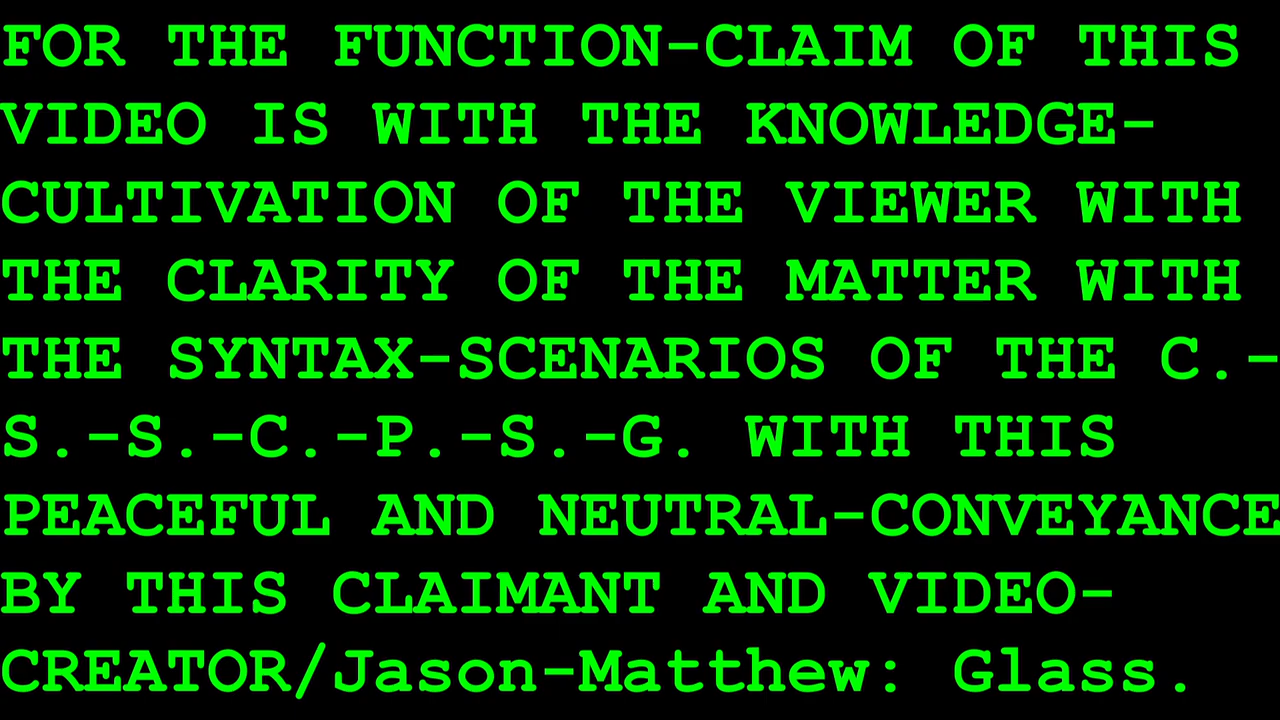 FOR THE FUNCTION-CLAIM OF THIS
VIDEO IS WITH THE KNOWLEDGE-
CULTIVATION OF THE VIEWER WITH
THE CLARITY OF THE MATTER WITH
THE SYNTAX-SCENARIOS OF THE C.-
S.-S.-C.-P.-S.-G. WITH THIS
PEACEFUL AND NEUTRAL-CONVEYANCE
BY THIS CLAIMANT AND VIDEO-
CREATOR/Jason-Matthew: Glass.